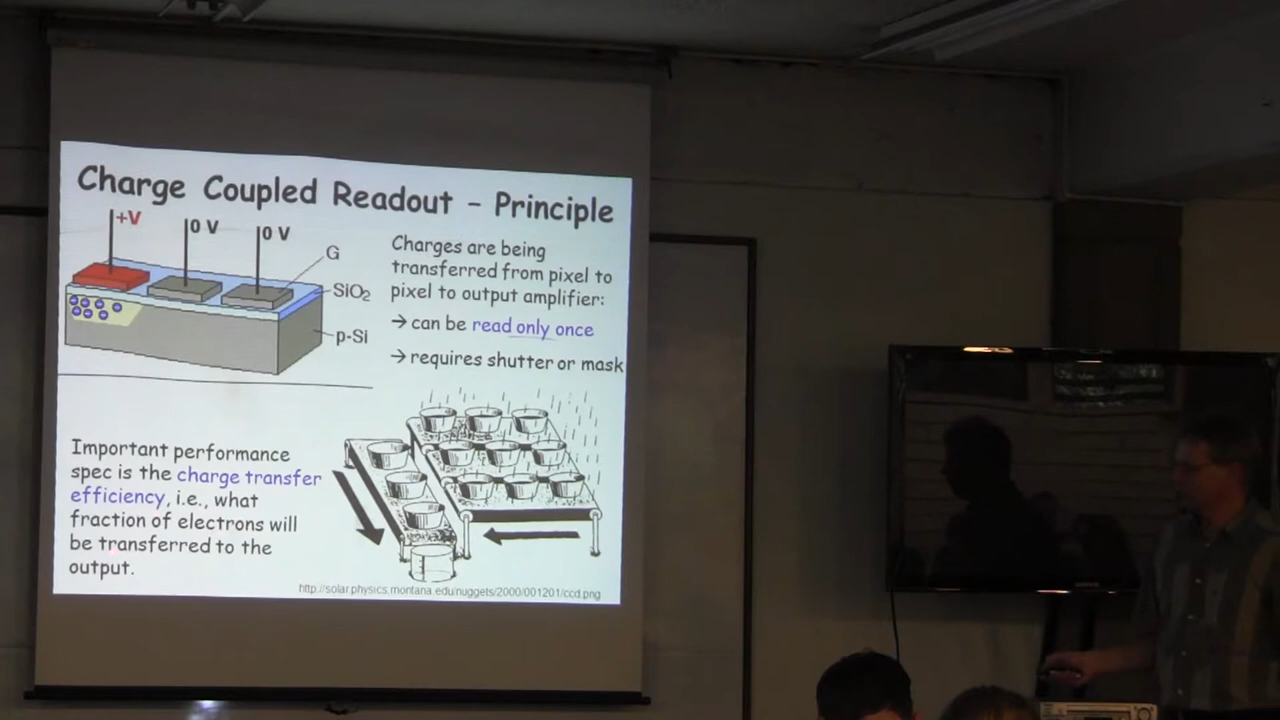 Charge Coupled Readout – Principle
+V
0 V
0 V
G
SiO2
p-Si
Charges are being
transferred from pixel to
pixel to output amplifier:
→ can be read only once
→ requires shutter or mask
Important performance
spec is the charge transfer
efficiency, i.e., what
fraction of electrons will
be transferred to the
output.
http://solar.physics.montana.edu/nuggets/2000/001201/ccd.png